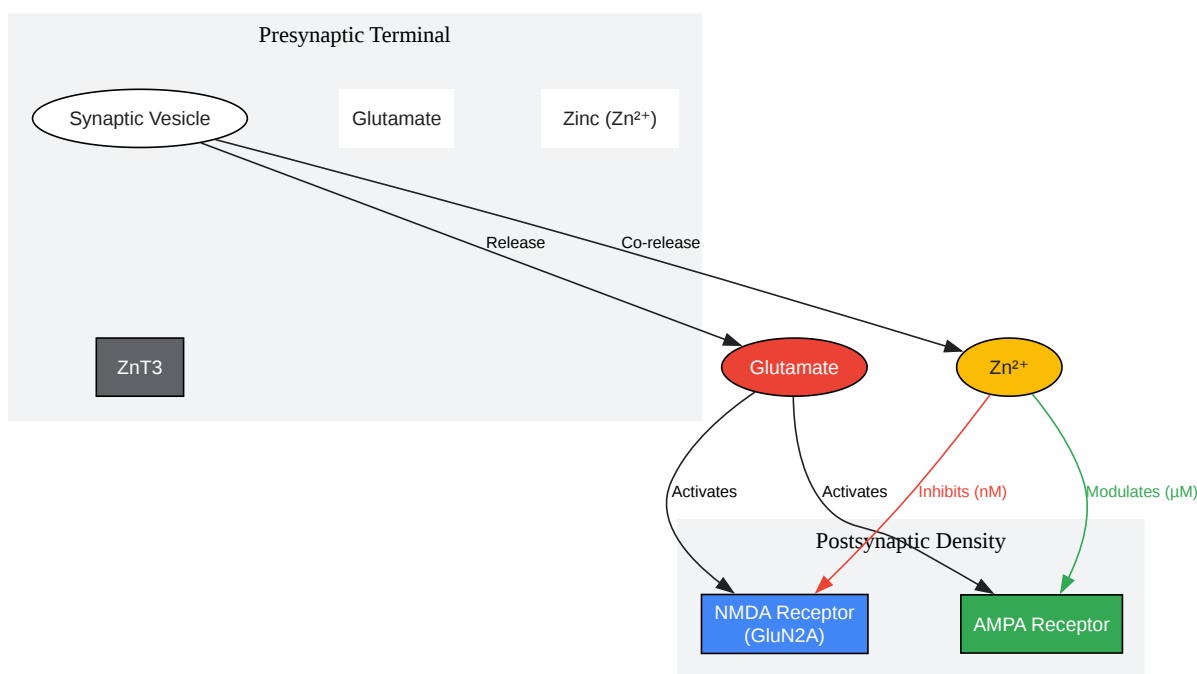 Presynaptic Terminal
Synaptic Vesicle
Glutamate
Zinc (Zn²⁺)
Release
Co-release
ZnT3
Glutamate
Zn²⁺
Activates
Activates
Inhibits (nM)
Modulates (µM)
Postsynaptic Density
NMDA Receptor
(GluN2A)
AMPA Receptor